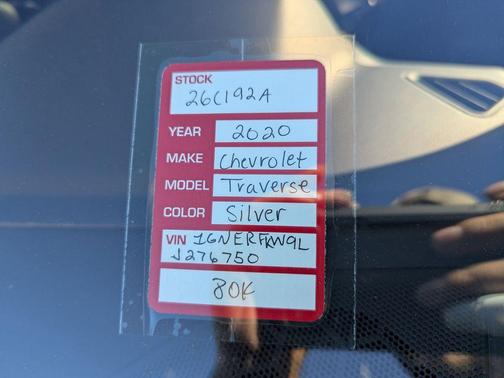 STOCK
26C192A
YEAR 2020
MAKE Chevrolet
MODEL Traverse
COLOR Silver
VIN 1GNERFKW9L
J276750
80K